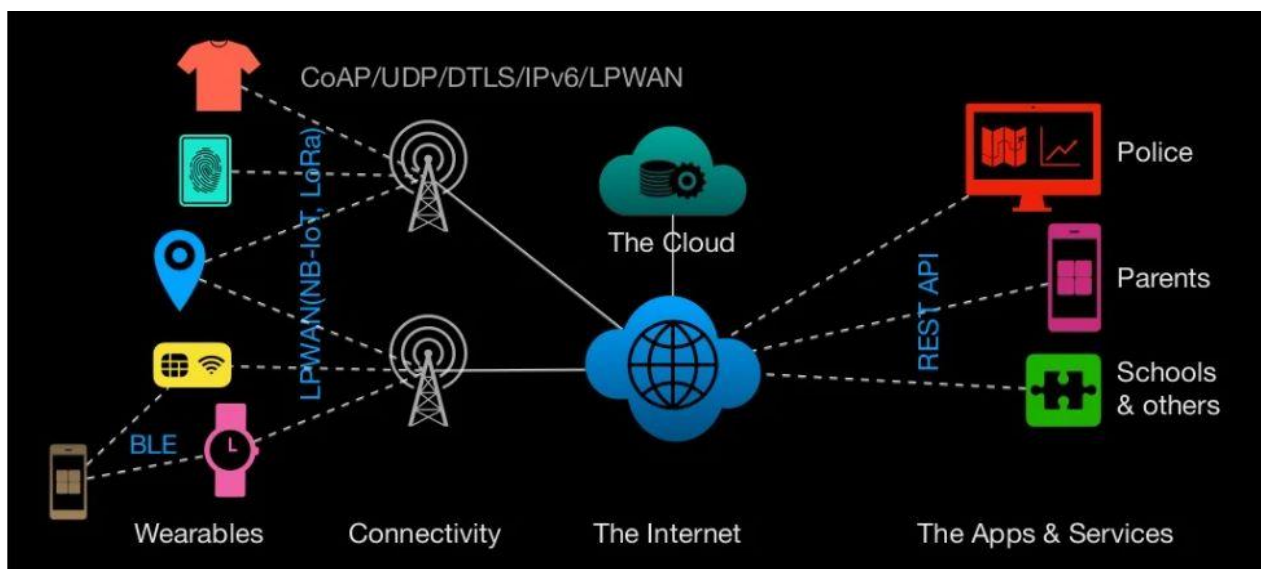 CoAP/UDP/DTLS/IPv6/LPWAN
LPWAN(NB-IoT, LoRa)
BLE
The Cloud
REST API
Police
Parents
Schools
& others
Wearables
Connectivity
The Internet
The Apps & Services